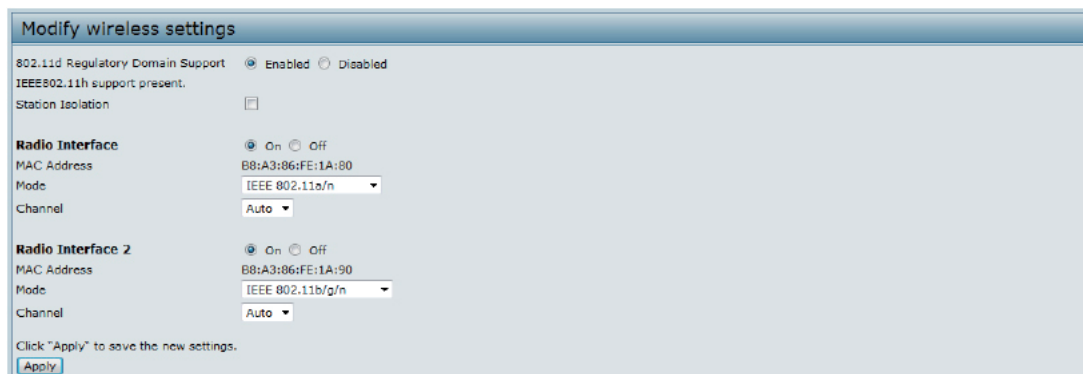 Modify wireless settings
802.11d Regulatory Domain Support Enabled Disabled
IEEE802.11h support present.
Station Isolation
Radio Interface On Off
MAC Address B8:A3:86:FE:1A:80
Mode IEEE 802.11a/n
Channel Auto
Radio Interface 2 On Off
MAC Address B8:A3:86:FE:1A:90
Mode IEEE 802.11b/g/n
Channel Auto
Click "Apply" to save the new settings.
Apply